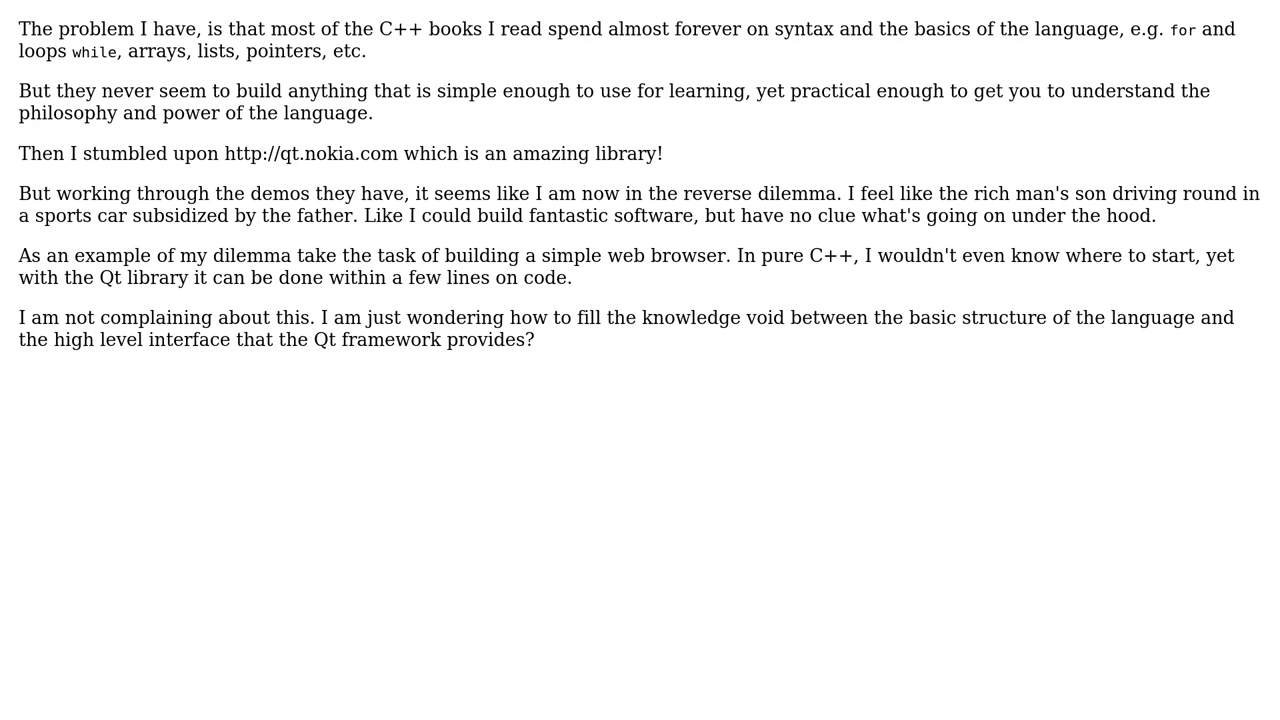 The problem I have, is that most of the C++ books I read spend almost forever on syntax and the basics of the language, e.g. for and
loops while, arrays, lists, pointers, etc.
But they never seem to build anything that is simple enough to use for learning, yet practical enough to get you to understand the
philosophy and power of the language.
Then I stumbled upon http://qt.nokia.com which is an amazing library!
But working through the demos they have, it seems like I am now in the reverse dilemma. I feel like the rich man's son driving round in
a sports car subsidized by the father. Like I could build fantastic software, but have no clue what's going on under the hood.
As an example of my dilemma take the task of building a simple web browser. In pure C++, I wouldn't even know where to start, yet
with the Qt library it can be done within a few lines on code.
I am not complaining about this. I am just wondering how to fill the knowledge void between the basic structure of the language and
the high level interface that the Qt framework provides?